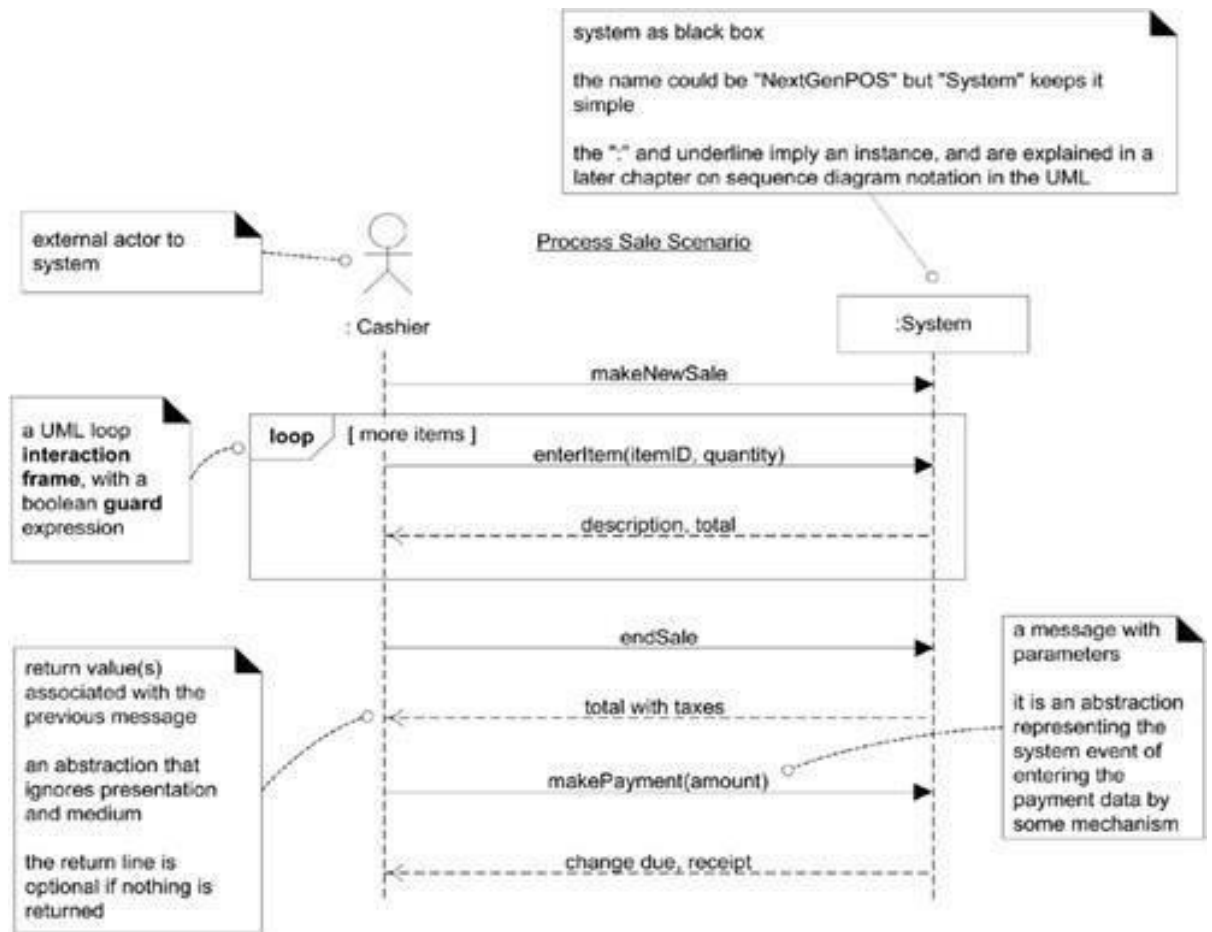 system as black box
the name could be "NextGenPOS" but "System" keeps it
simple
the ":" and underline imply an instance, and are explained in a
later chapter on sequence diagram notation in the UML
external actor to
system
Process Sale Scenario
: Cashier
:System
makeNewSale
a UML loop
interaction
frame, with a
boolean guard
expression
loop
[ more items ]
enterItem(itemID, quantity)
description, total
endSale
return value(s)
associated with the
previous message
an abstraction that
ignores presentation
and medium
the return line is
optional if nothing is
returned
total with taxes
makePayment(amount)
change due, receipt
a message with
parameters
it is an abstraction
representing the
system event of
entering the
payment data by
some mechanism